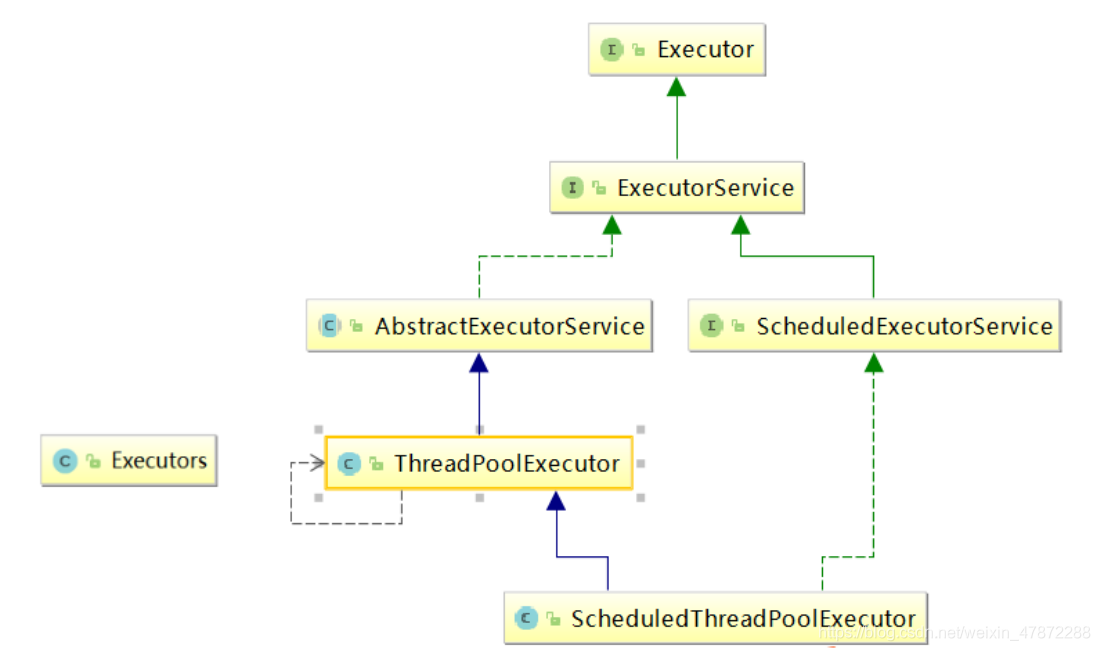 I Executor
I ExecutorService
C AbstractExecutorService
I ScheduledExecutorService
C Executors
C ThreadPoolExecutor
C ScheduledThreadPoolExecutor
https://blog.csdn.net/weixin_47872288